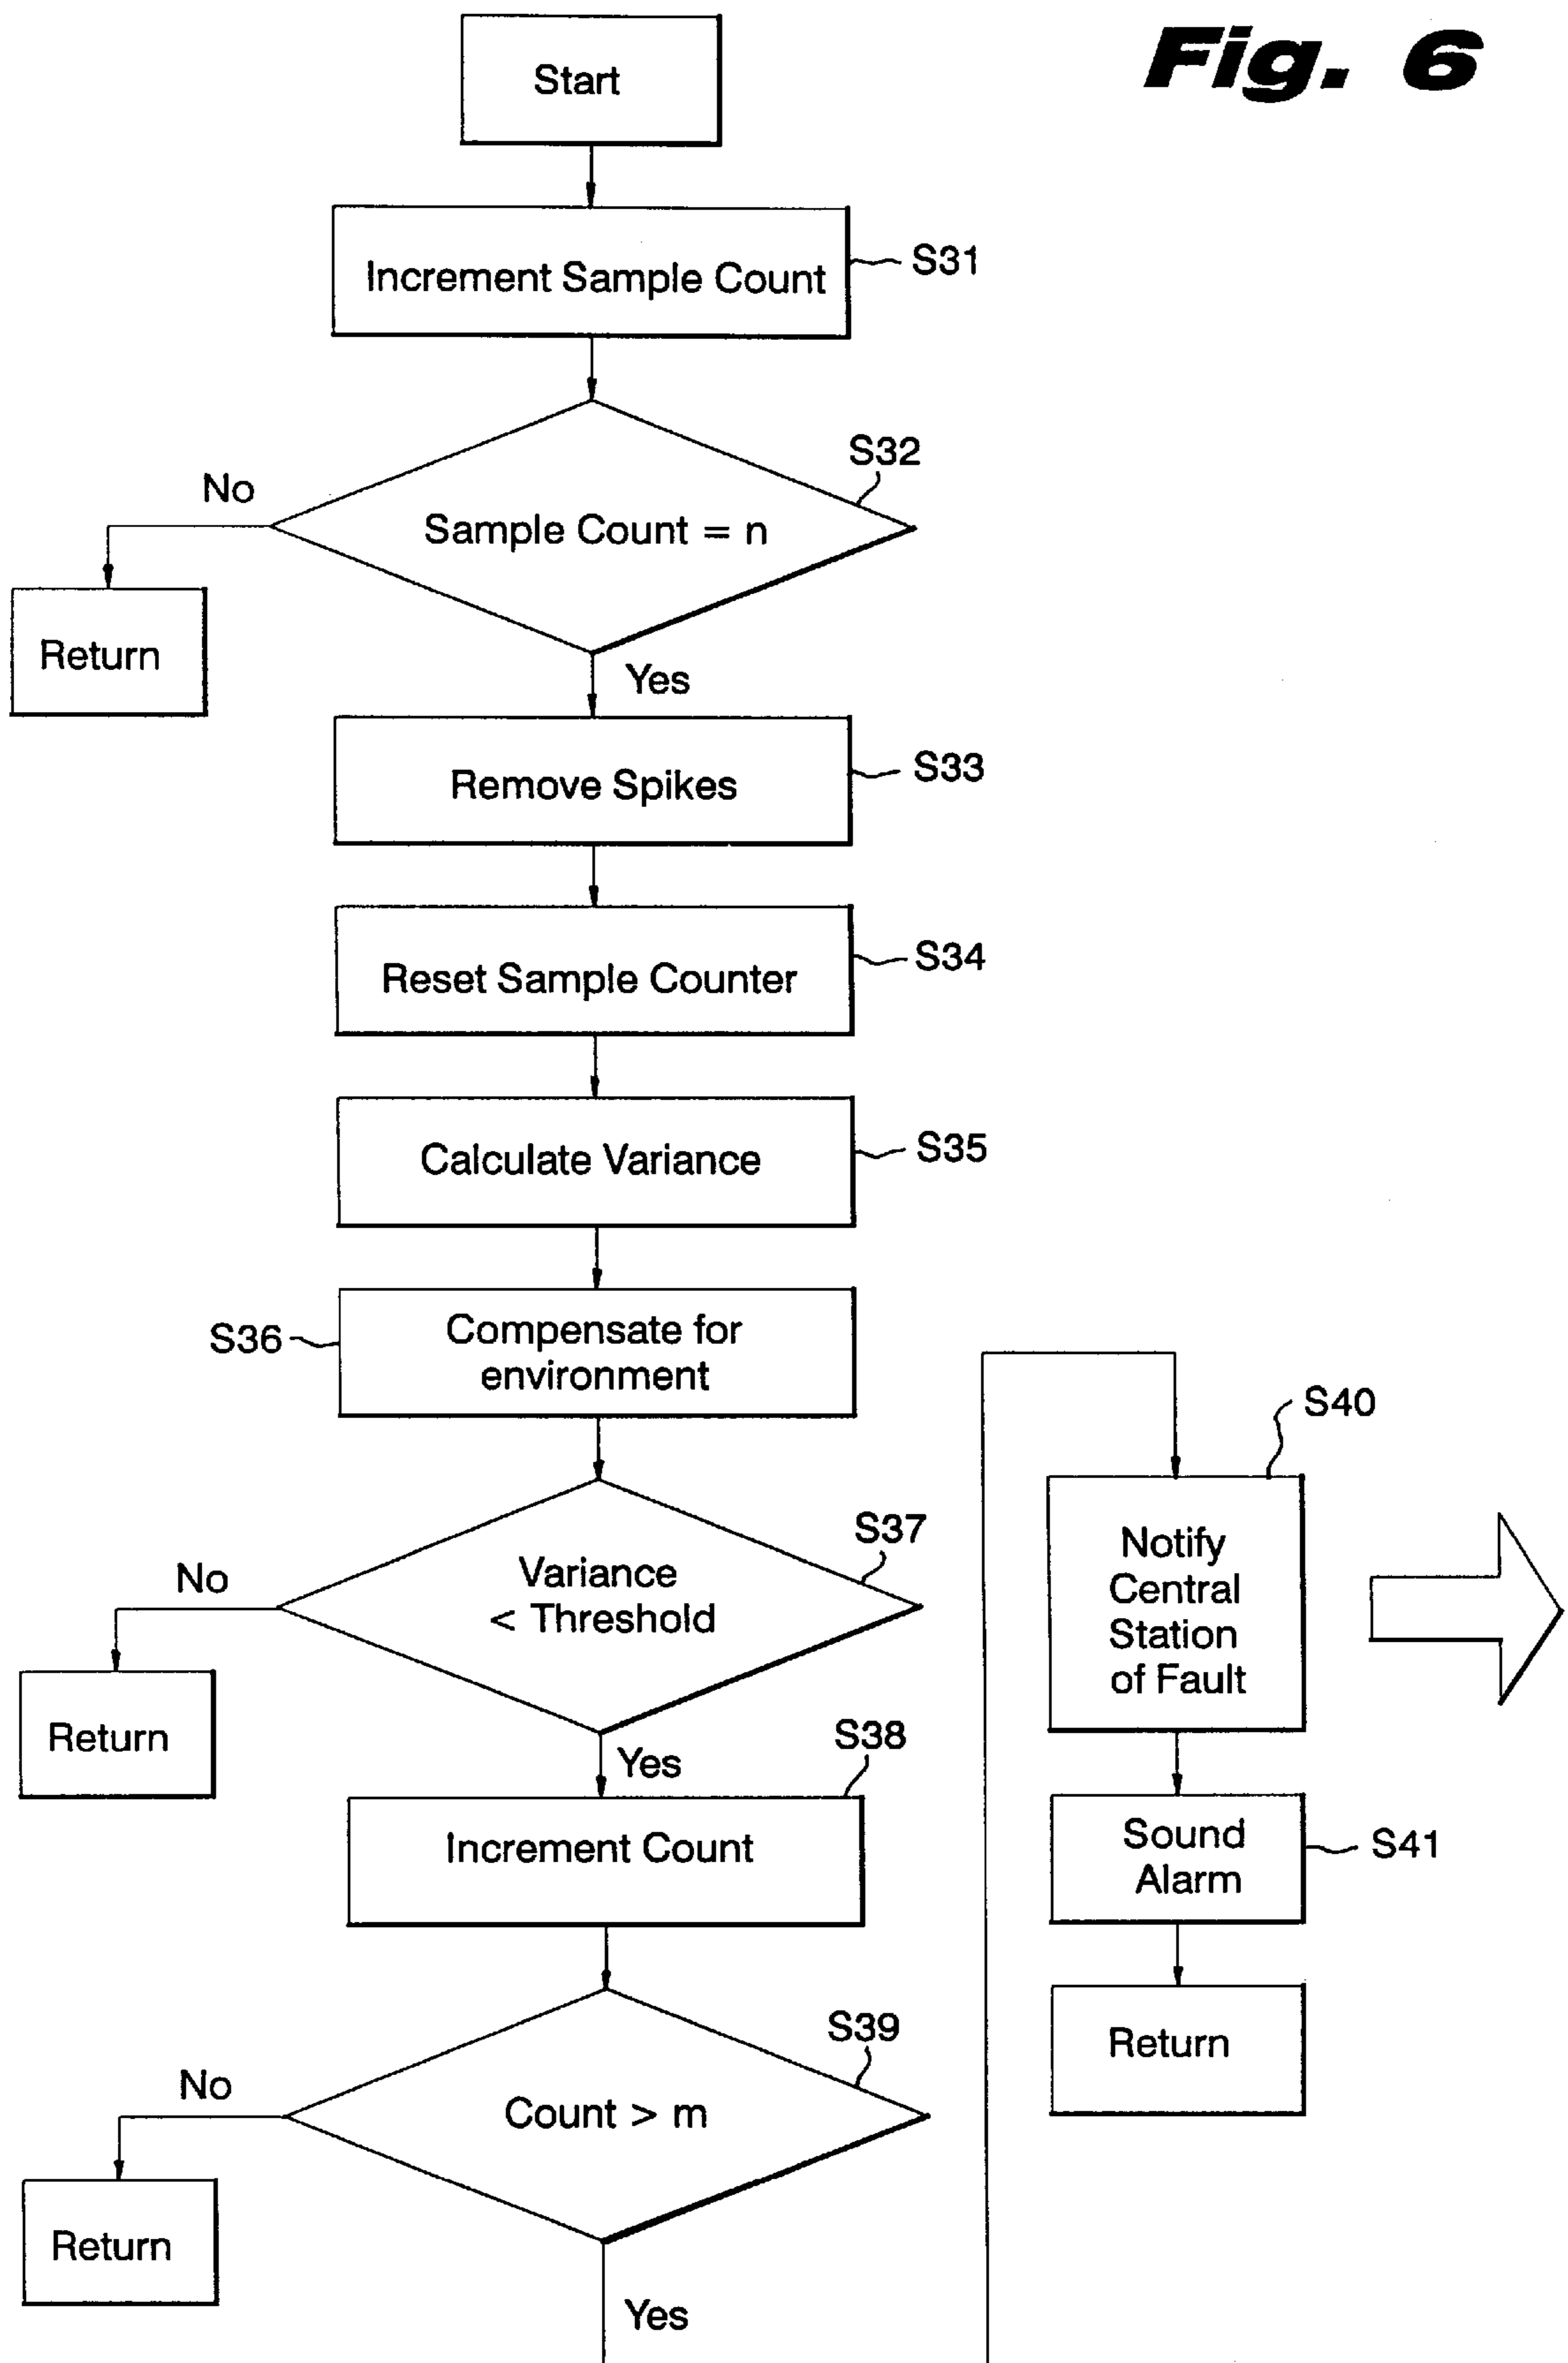 Fig. 6
Start
Increment Sample Count
S31
S32
No
Sample Count = n
Return
Yes
Remove Spikes
S33
Reset Sample Counter
S34
Calculate Variance
S35
S36
Compensate for
environment
S37
No
Variance
< Threshold
Return
Yes
S38
Increment Count
S39
No
Count > m
Return
Yes
S40
Notify
Central
Station
of Fault
Sound
Alarm
S41
Return